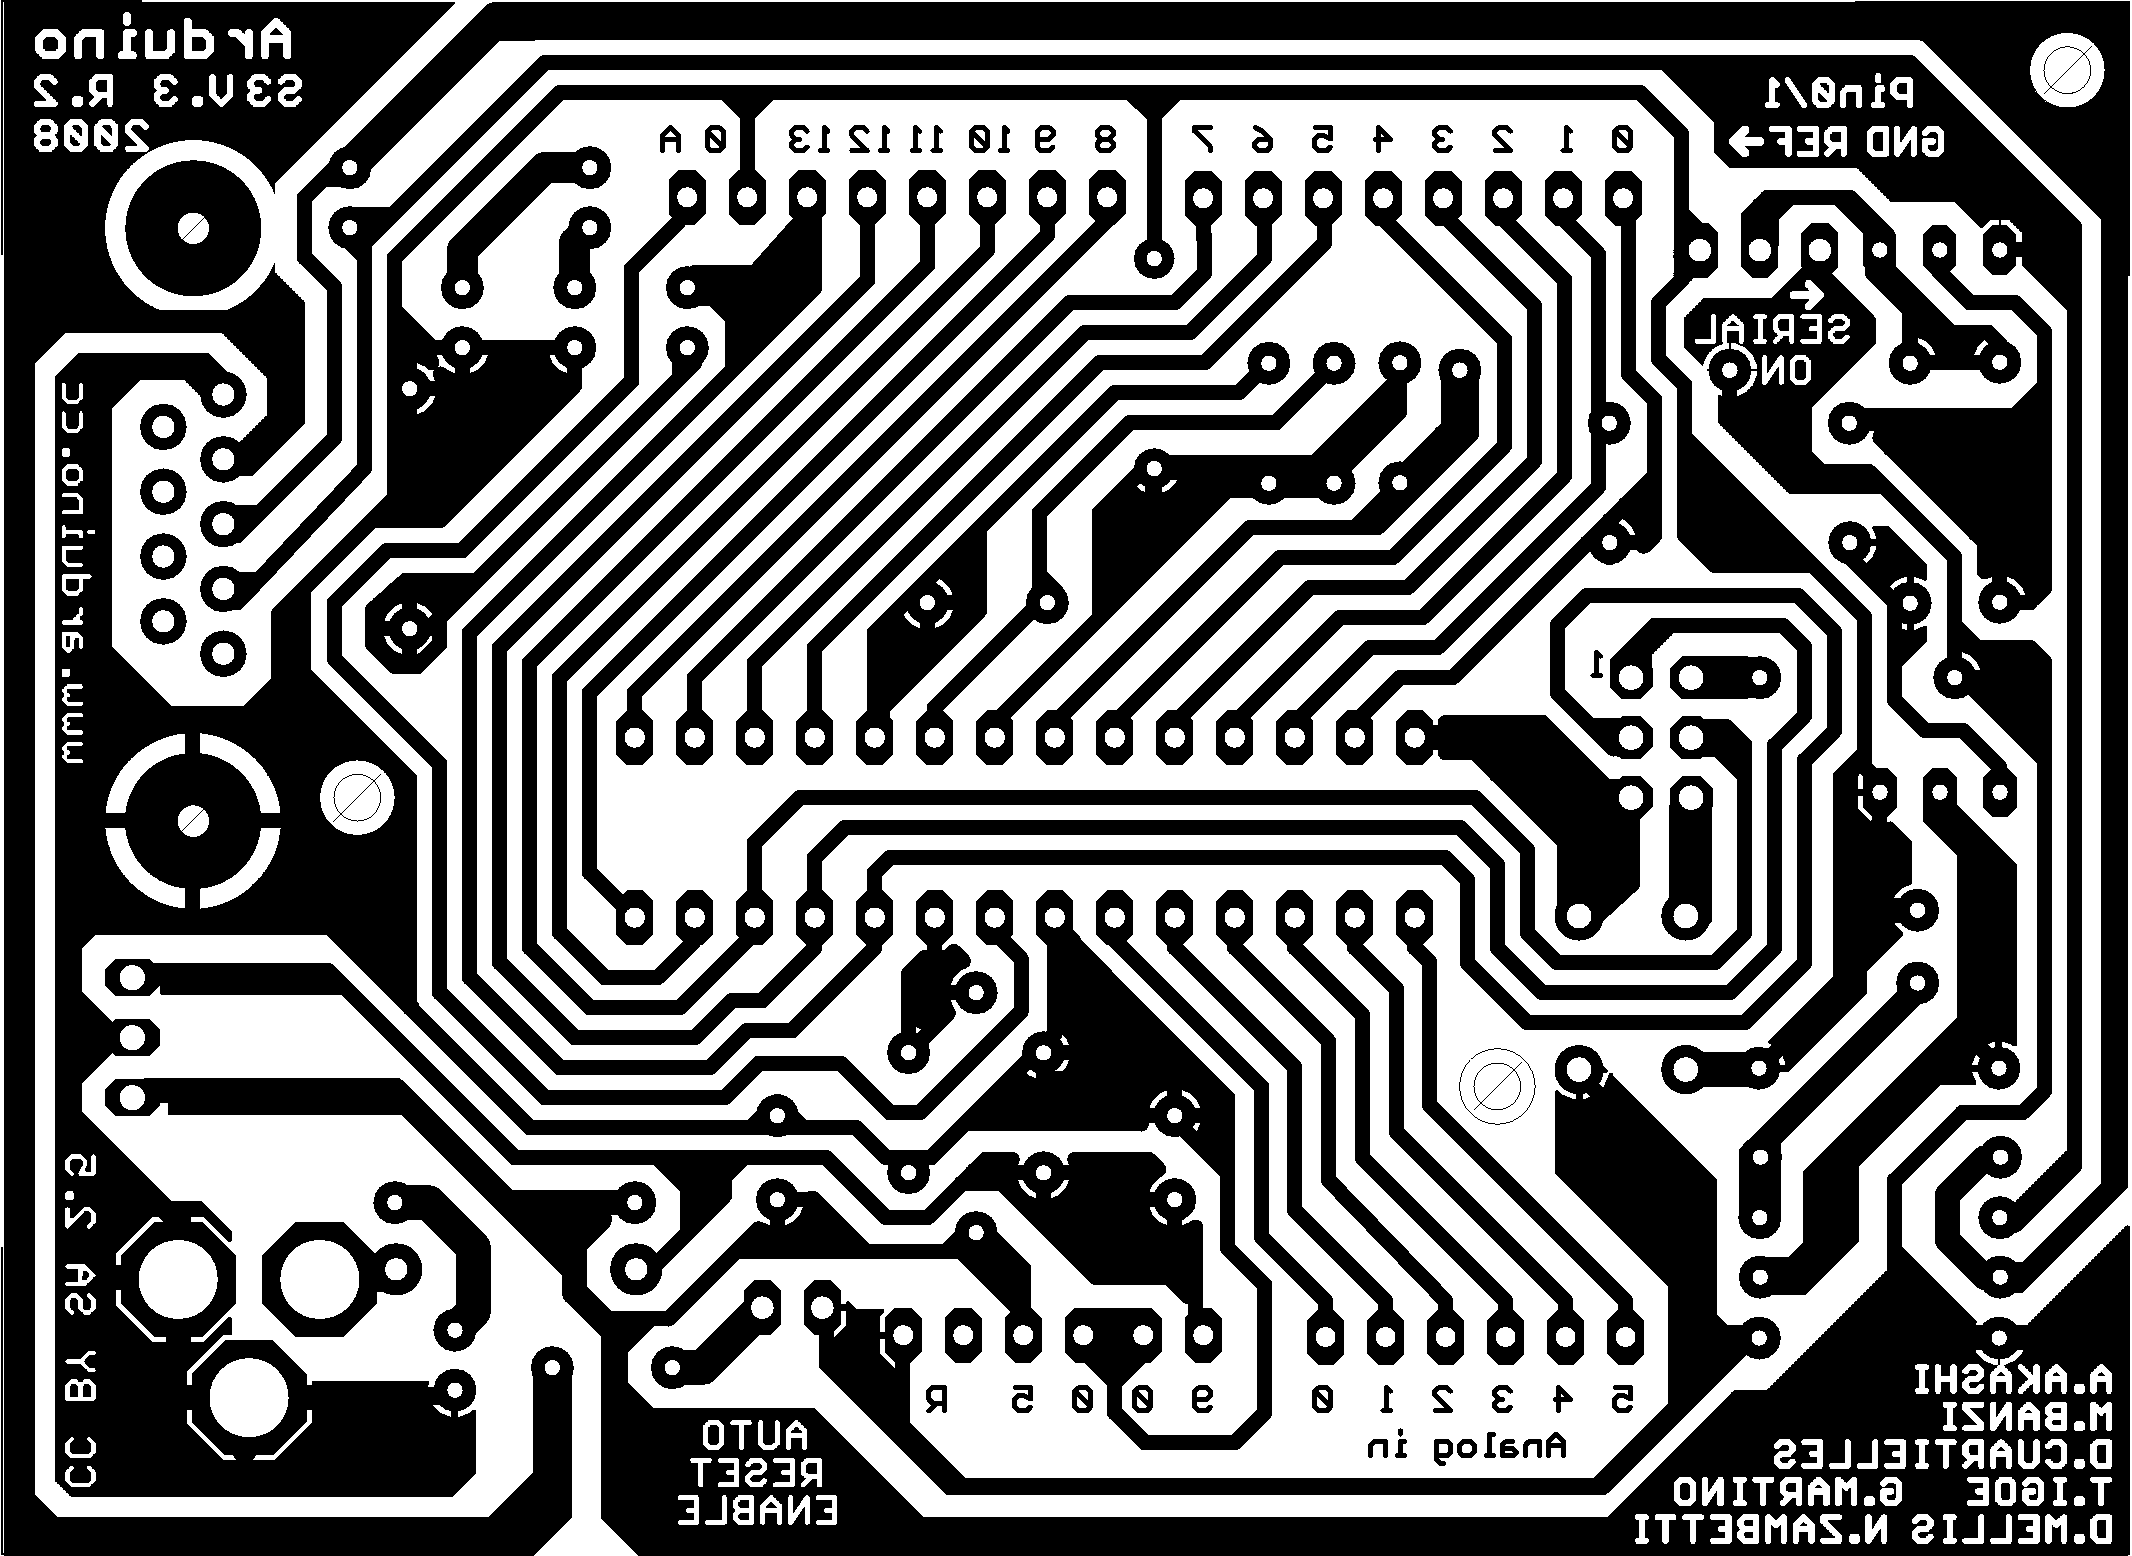 Arduino
S3V.3 R.2
2008
Pin0/1
GND REF→
A 0 13 12 11 10 9 8 7 6 5 4 3 2 1 0
←
SERIAL
ON
www.arduino.cc
1
CC BY SA 2.5
R 5 0 0 9 0 1 2 3 4 5
Analog in
AUTO
RESET
ENABLE
A.AKASHI
M.BANZI
D.CUARTIELLES
T.IGOE G.MARTINO
D.MELLIS N.ZAMBETTI